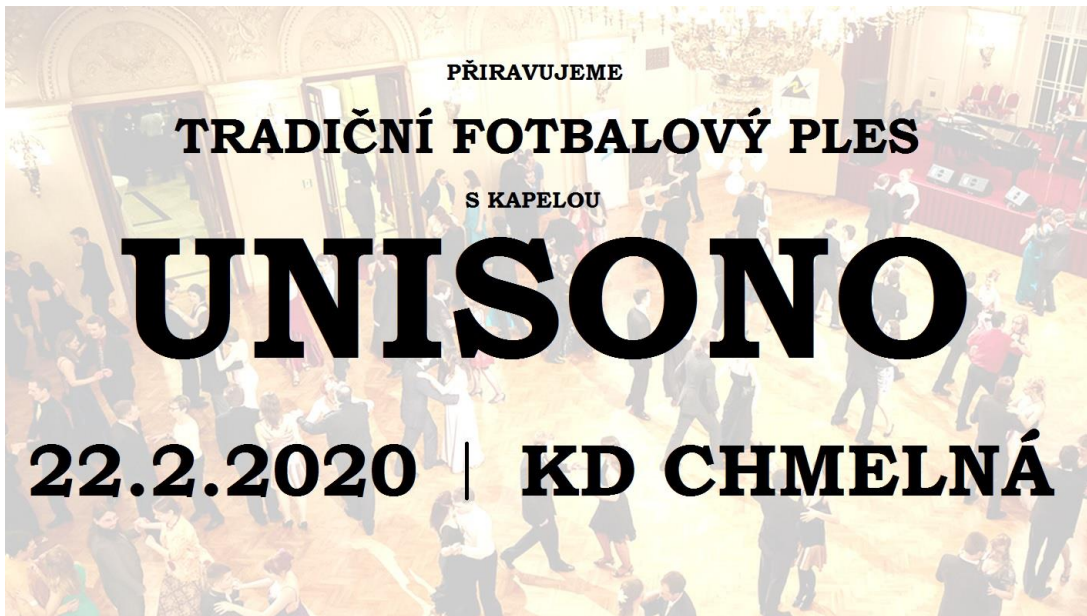 PŘIRAVUJEME
TRADIČNÍ FOTBALOVÝ PLES
S KAPELOU
UNISONO
22.2.2020 | KD CHMELNÁ